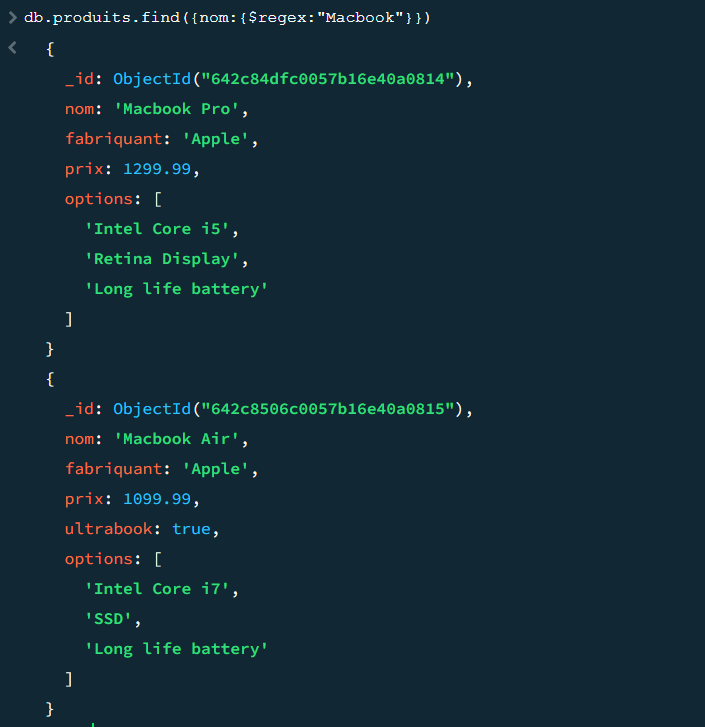 > db.produits.find({nom:{$regex:"Macbook"}})
< {
_id: ObjectId("642c84dfc0057b16e40a0814"),
nom: 'Macbook Pro',
fabriquant: 'Apple',
prix: 1299.99,
options: [
'Intel Core i5',
'Retina Display',
'Long life battery'
]
}
{
_id: ObjectId("642c8506c0057b16e40a0815"),
nom: 'Macbook Air',
fabriquant: 'Apple',
prix: 1099.99,
ultrabook: true,
options: [
'Intel Core i7',
'SSD',
'Long life battery'
]
}